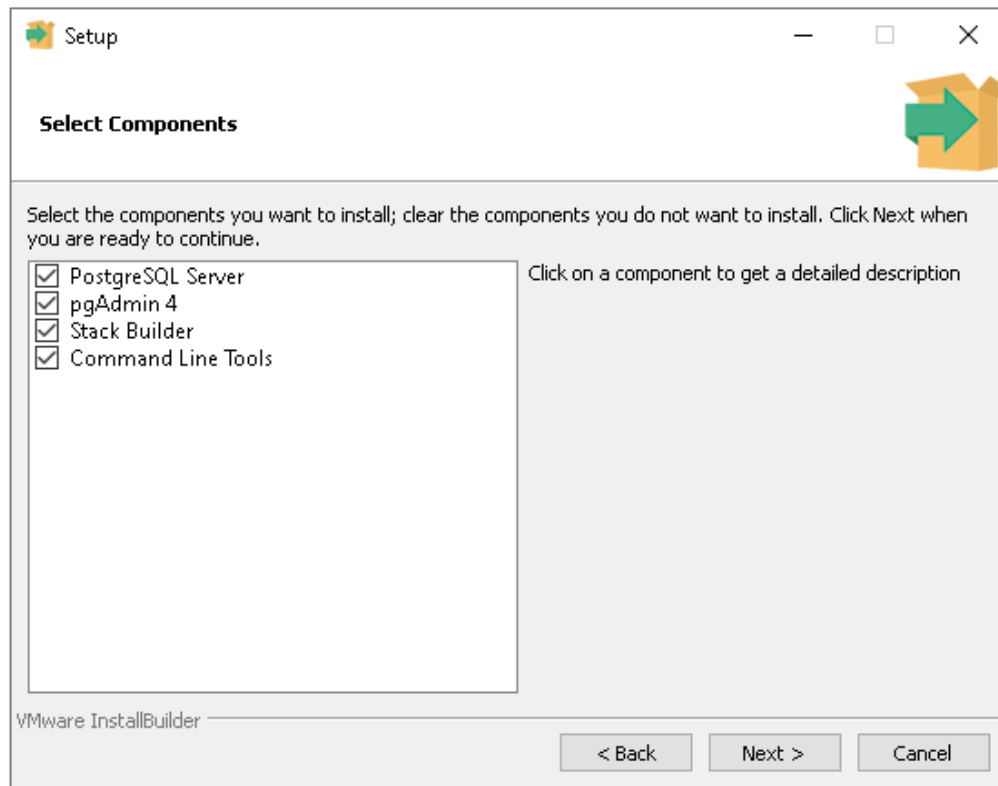 Setup
Select Components
Select the components you want to install; clear the components you do not want to install. Click Next when
you are ready to continue.
PostgreSQL Server
pgAdmin 4
Stack Builder
Command Line Tools
Click on a component to get a detailed description
VMware InstallBuilder
< Back
Next >
Cancel